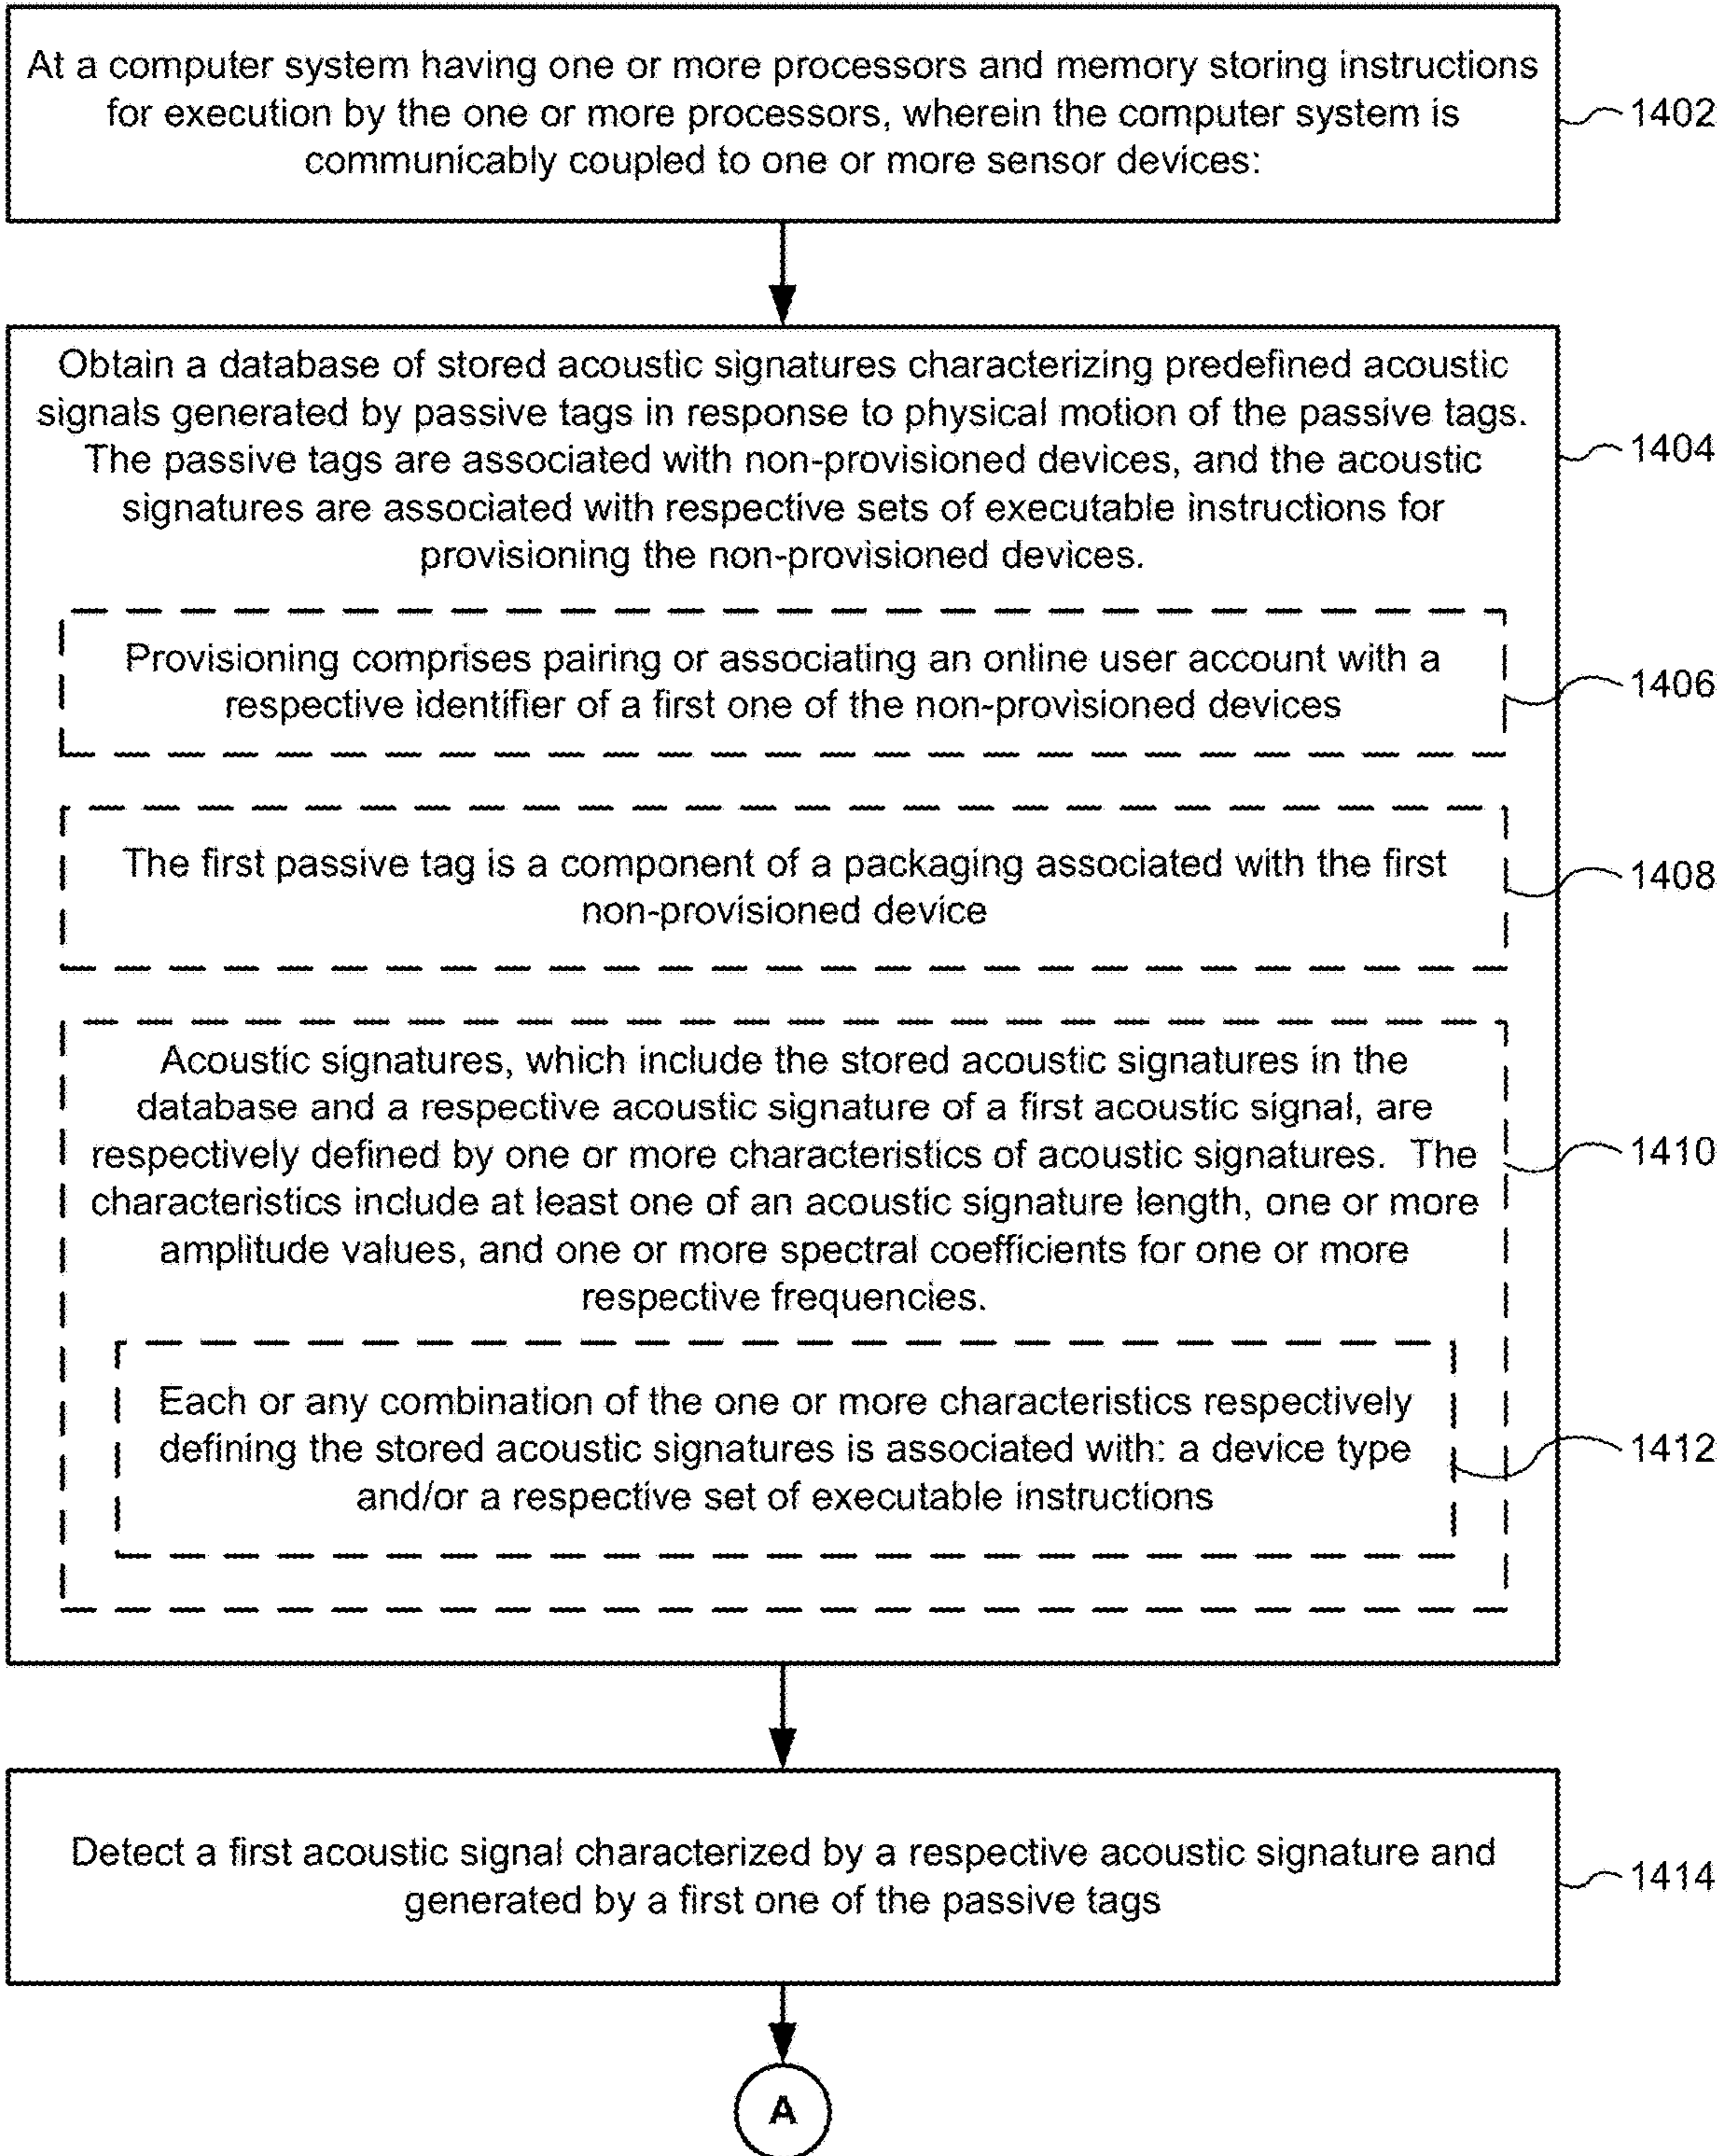 At a computer system having one or more processors and memory storing instructions
for execution by the one or more processors, wherein the computer system is
communicably coupled to one or more sensor devices:
1402
Obtain a database of stored acoustic signatures characterizing predefined acoustic
signals generated by passive tags in response to physical motion of the passive tags.
The passive tags are associated with non-provisioned devices, and the acoustic
signatures are associated with respective sets of executable instructions for
provisioning the non-provisioned devices.
1404
Provisioning comprises pairing or associating an online user account with a
respective identifier of a first one of the non-provisioned devices
1406
The first passive tag is a component of a packaging associated with the first
non-provisioned device
1408
Acoustic signatures, which include the stored acoustic signatures in the
database and a respective acoustic signature of a first acoustic signal, are
respectively defined by one or more characteristics of acoustic signatures. The
characteristics include at least one of an acoustic signature length, one or more
amplitude values, and one or more spectral coefficients for one or more
respective frequencies.
1410
Each or any combination of the one or more characteristics respectively
defining the stored acoustic signatures is associated with: a device type
and/or a respective set of executable instructions
1412
Detect a first acoustic signal characterized by a respective acoustic signature and
generated by a first one of the passive tags
1414
A